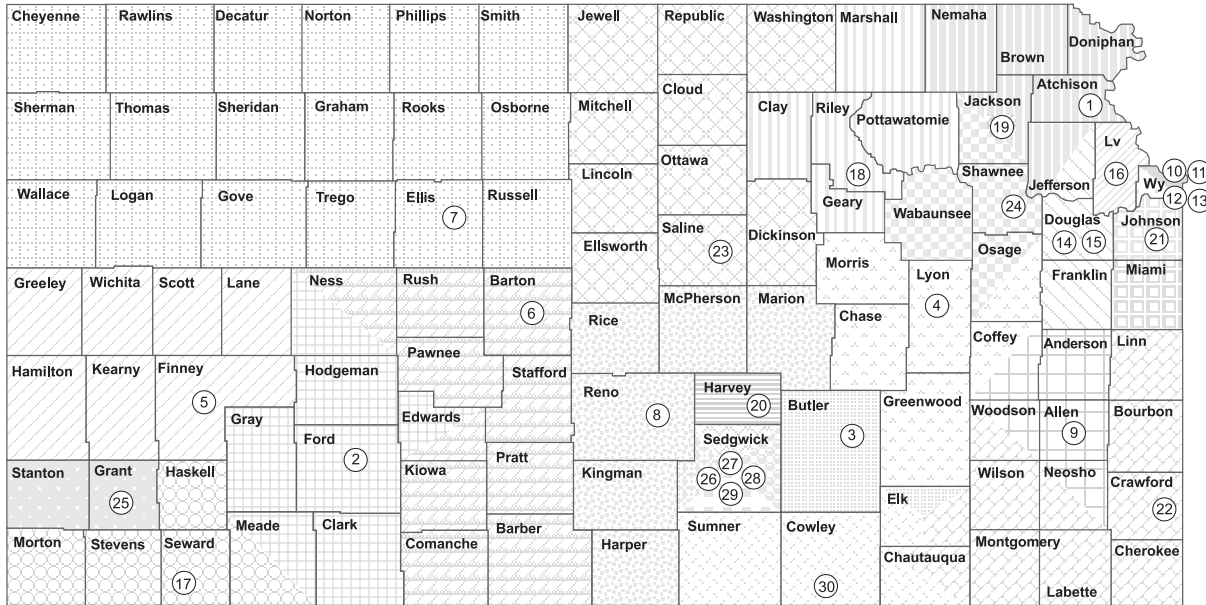 Cheyenne Rawlins Decatur Norton Phillips Smith Jewell Republic Washington Marshall Nemaha
Brown Doniphan
Sherman Thomas Sheridan Graham Rooks Osborne Mitchell Cloud Clay Riley Pottawatomie Jackson Atchison
19 1
Lincoln Ottawa Lv
16 10 11
Wallace Logan Gove Trego Ellis Russell 18 Shawnee Jefferson Wy
7 Geary Wabaunsee 24 12 13
Ellsworth Saline Dickinson Douglas Johnson
23 14 15 21
Morris Lyon Osage
Greeley Wichita Scott Lane Ness Rush Barton Franklin Miami
6 4
Rice McPherson Marion Chase
Coffey Anderson Linn
Hamilton Kearny Finney Hodgeman Pawnee Stafford
5
Reno Harvey Butler Greenwood
8 20 3
Gray Edwards Woodson Allen Bourbon
9
Ford Sedgwick
2 27
Stanton Grant Haskell Kiowa Pratt Kingman 26 28 Wilson Neosho Crawford
25 29 22
Elk
Meade Clark Barber Sumner Cowley
Morton Stevens Seward Comanche Harper Chautauqua Montgomery Cherokee
17 30 Labette